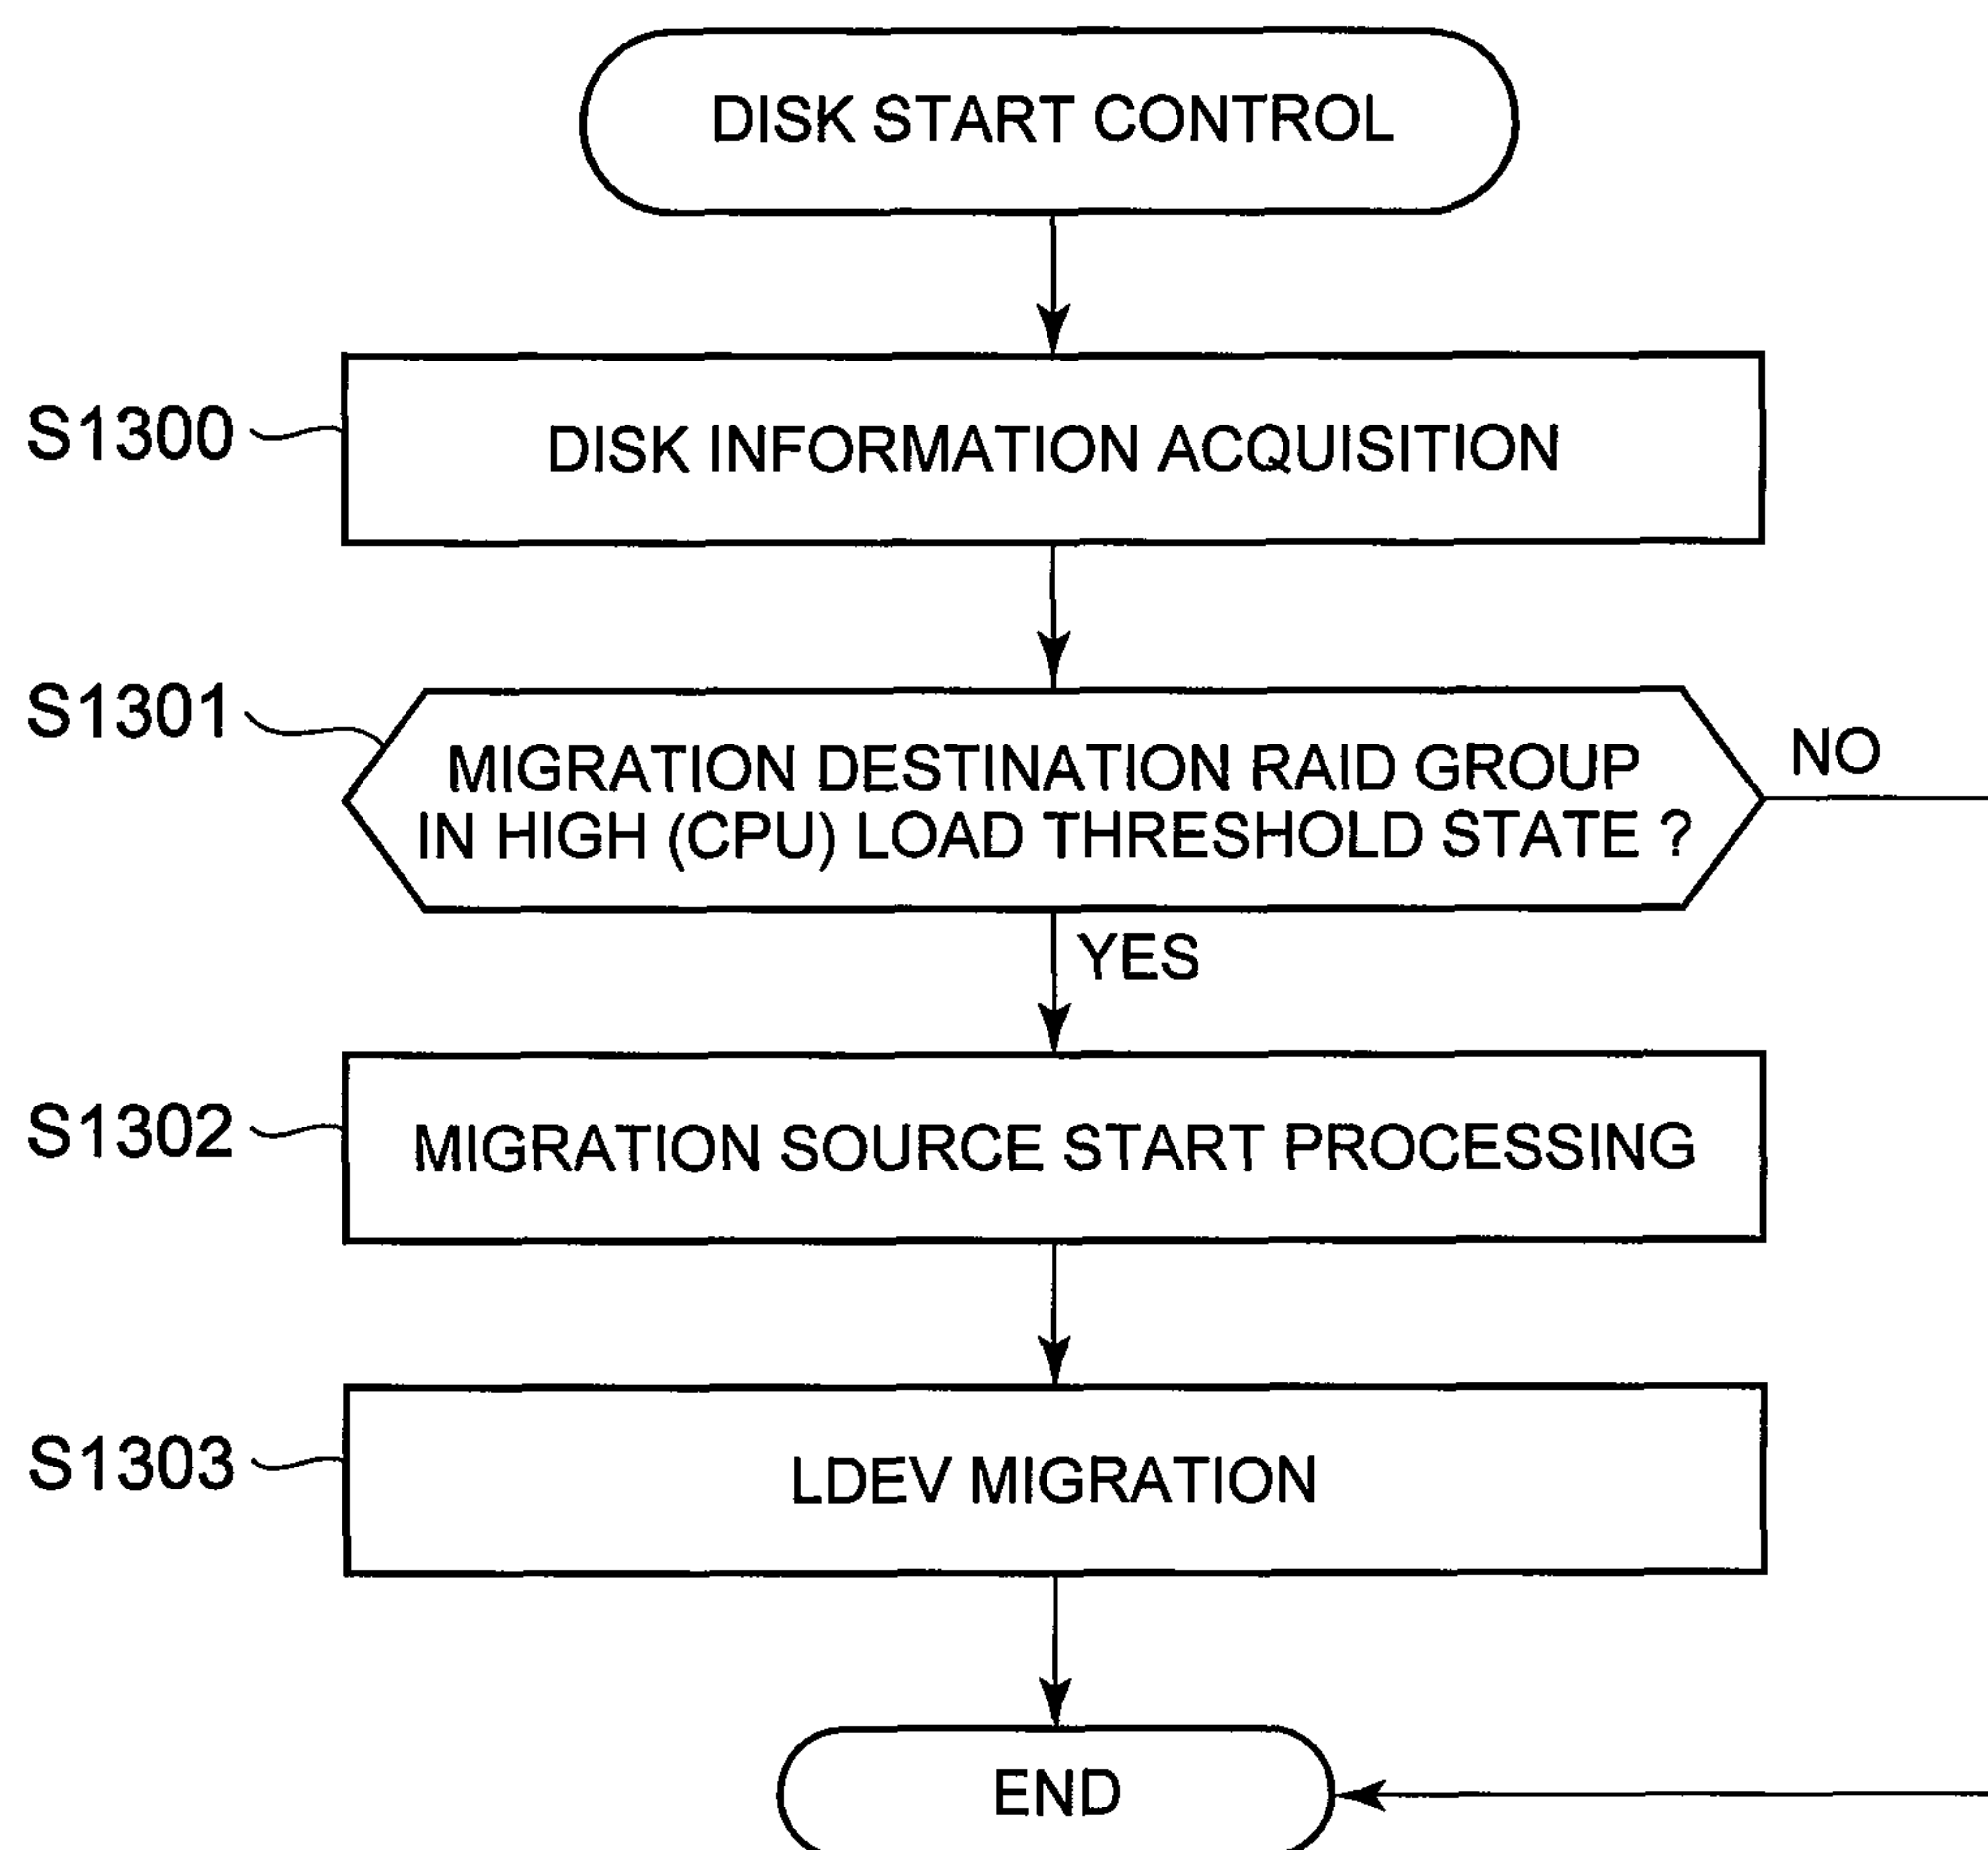 DISK START CONTROL
S1300
DISK INFORMATION ACQUISITION
S1301
MIGRATION DESTINATION RAID GROUP
IN HIGH (CPU) LOAD THRESHOLD STATE ?
NO
YES
S1302
MIGRATION SOURCE START PROCESSING
S1303
LDEV MIGRATION
END